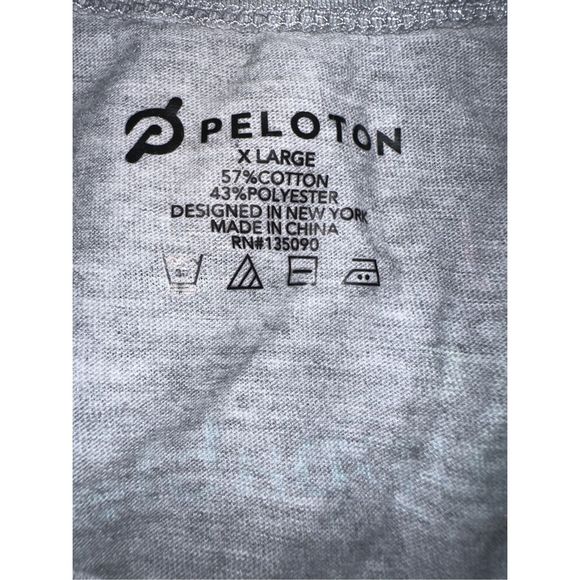 PELOTON
X LARGE
57%COTTON
43%POLYESTER
DESIGNED IN NEW YORK
MADE IN CHINA
RN#135090